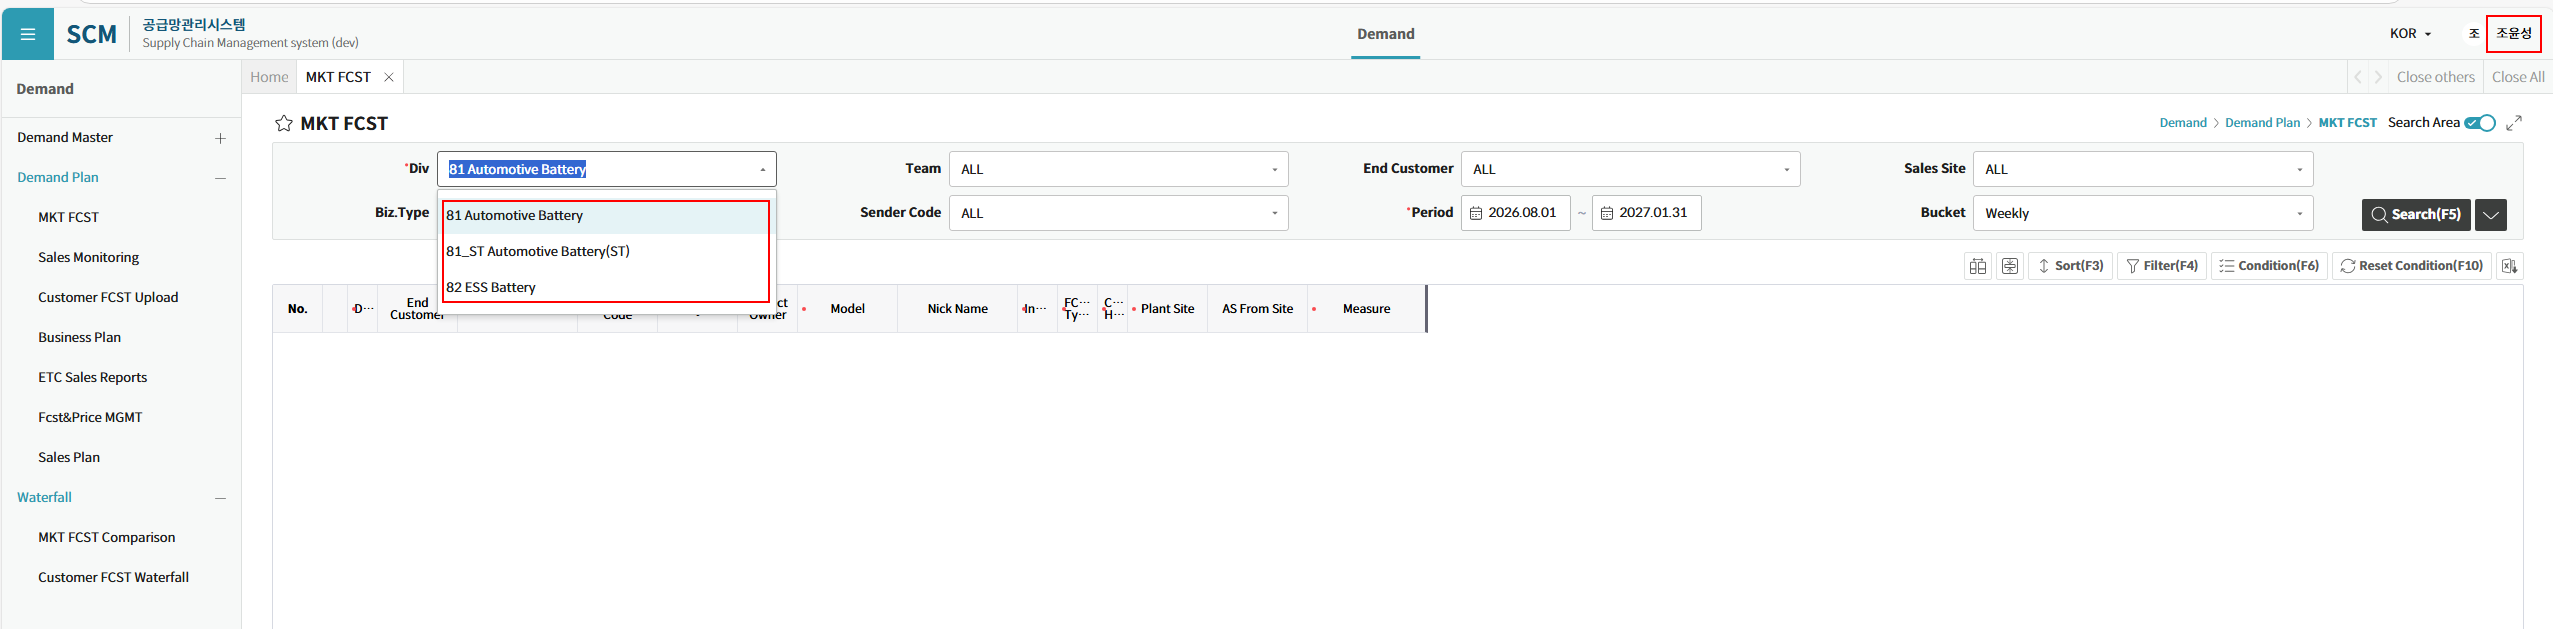 SCM
공급망관리시스템
Supply Chain Management system (dev)
Demand
KOR
조
조윤성
Demand
Home
MKT FCST
Close others
Close All
Demand Master
Demand Plan
MKT FCST
Sales Monitoring
Customer FCST Upload
Business Plan
ETC Sales Reports
Fcst&Price MGMT
Sales Plan
Waterfall
MKT FCST Comparison
Customer FCST Waterfall
MKT FCST
Demand > Demand Plan > MKT FCST
Search Area
*Div
81 Automotive Battery
Team
ALL
End Customer
ALL
Sales Site
ALL
Biz.Type
Sender Code
ALL
*Period
2026.08.01 ~ 2027.01.31
Bucket
Weekly
Search(F5)
81 Automotive Battery
81_ST Automotive Battery(ST)
82 ESS Battery
Sort(F3)
Filter(F4)
Condition(F6)
Reset Condition(F10)
No.
D···
End
Customer
Code
ct
Owner
Model
Nick Name
In···
FC···
Ty···
C···
H···
Plant Site
AS From Site
Measure